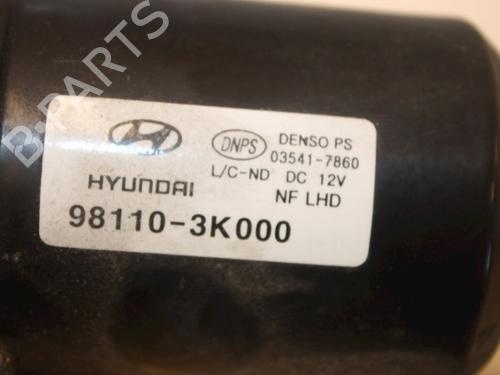 B-PARTS
DNPS DENSO PS
03541-7860
L/C-ND DC 12V
HYUNDAI NF LHD
98110-3K000